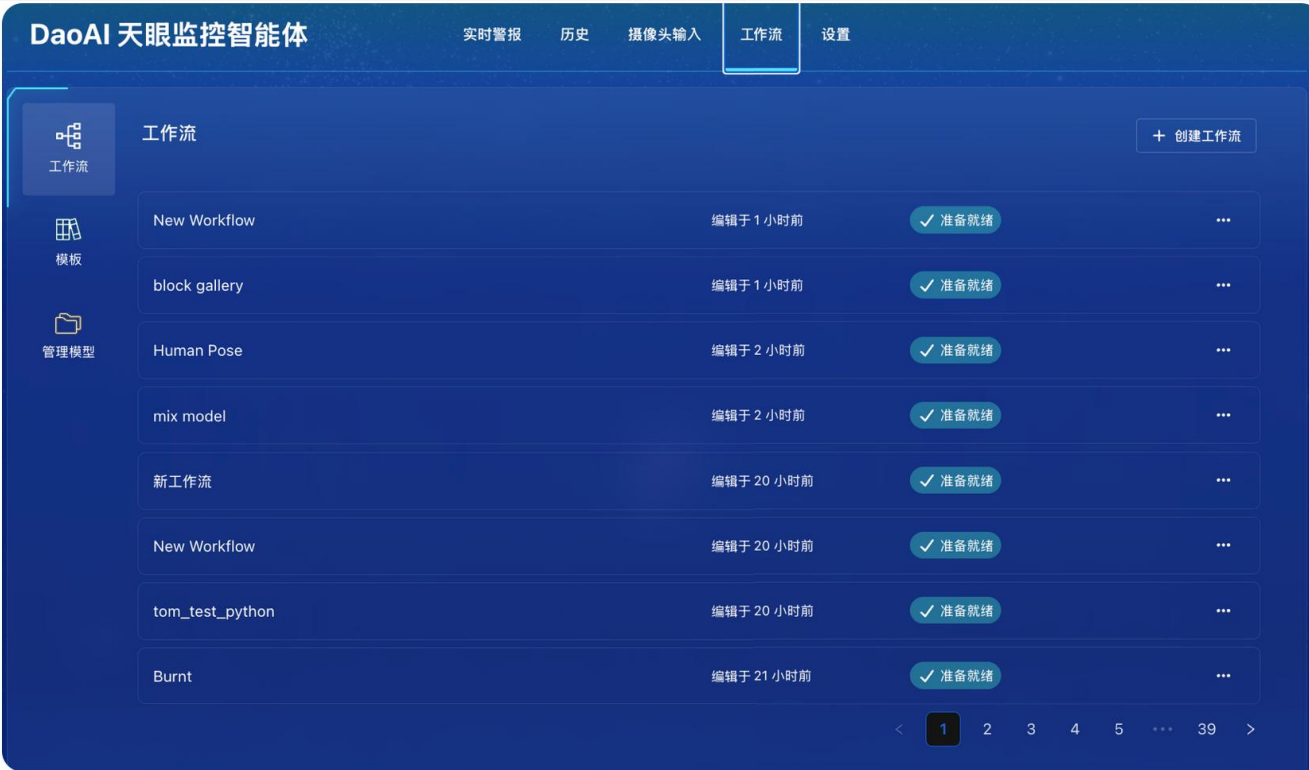 DaoAI 天眼监控智能体 实时警报 历史 摄像头输入 工作流 设置
工作流
模板
管理模型
工作流 + 创建工作流
New Workflow 编辑于 1 小时前 准备就绪 ···
block gallery 编辑于 1 小时前 准备就绪 ···
Human Pose 编辑于 2 小时前 准备就绪 ···
mix model 编辑于 2 小时前 准备就绪 ···
新工作流 编辑于 20 小时前 准备就绪 ···
New Workflow 编辑于 20 小时前 准备就绪 ···
tom_test_python 编辑于 20 小时前 准备就绪 ···
Burnt 编辑于 21 小时前 准备就绪 ···
< 1 2 3 4 5 ··· 39 >